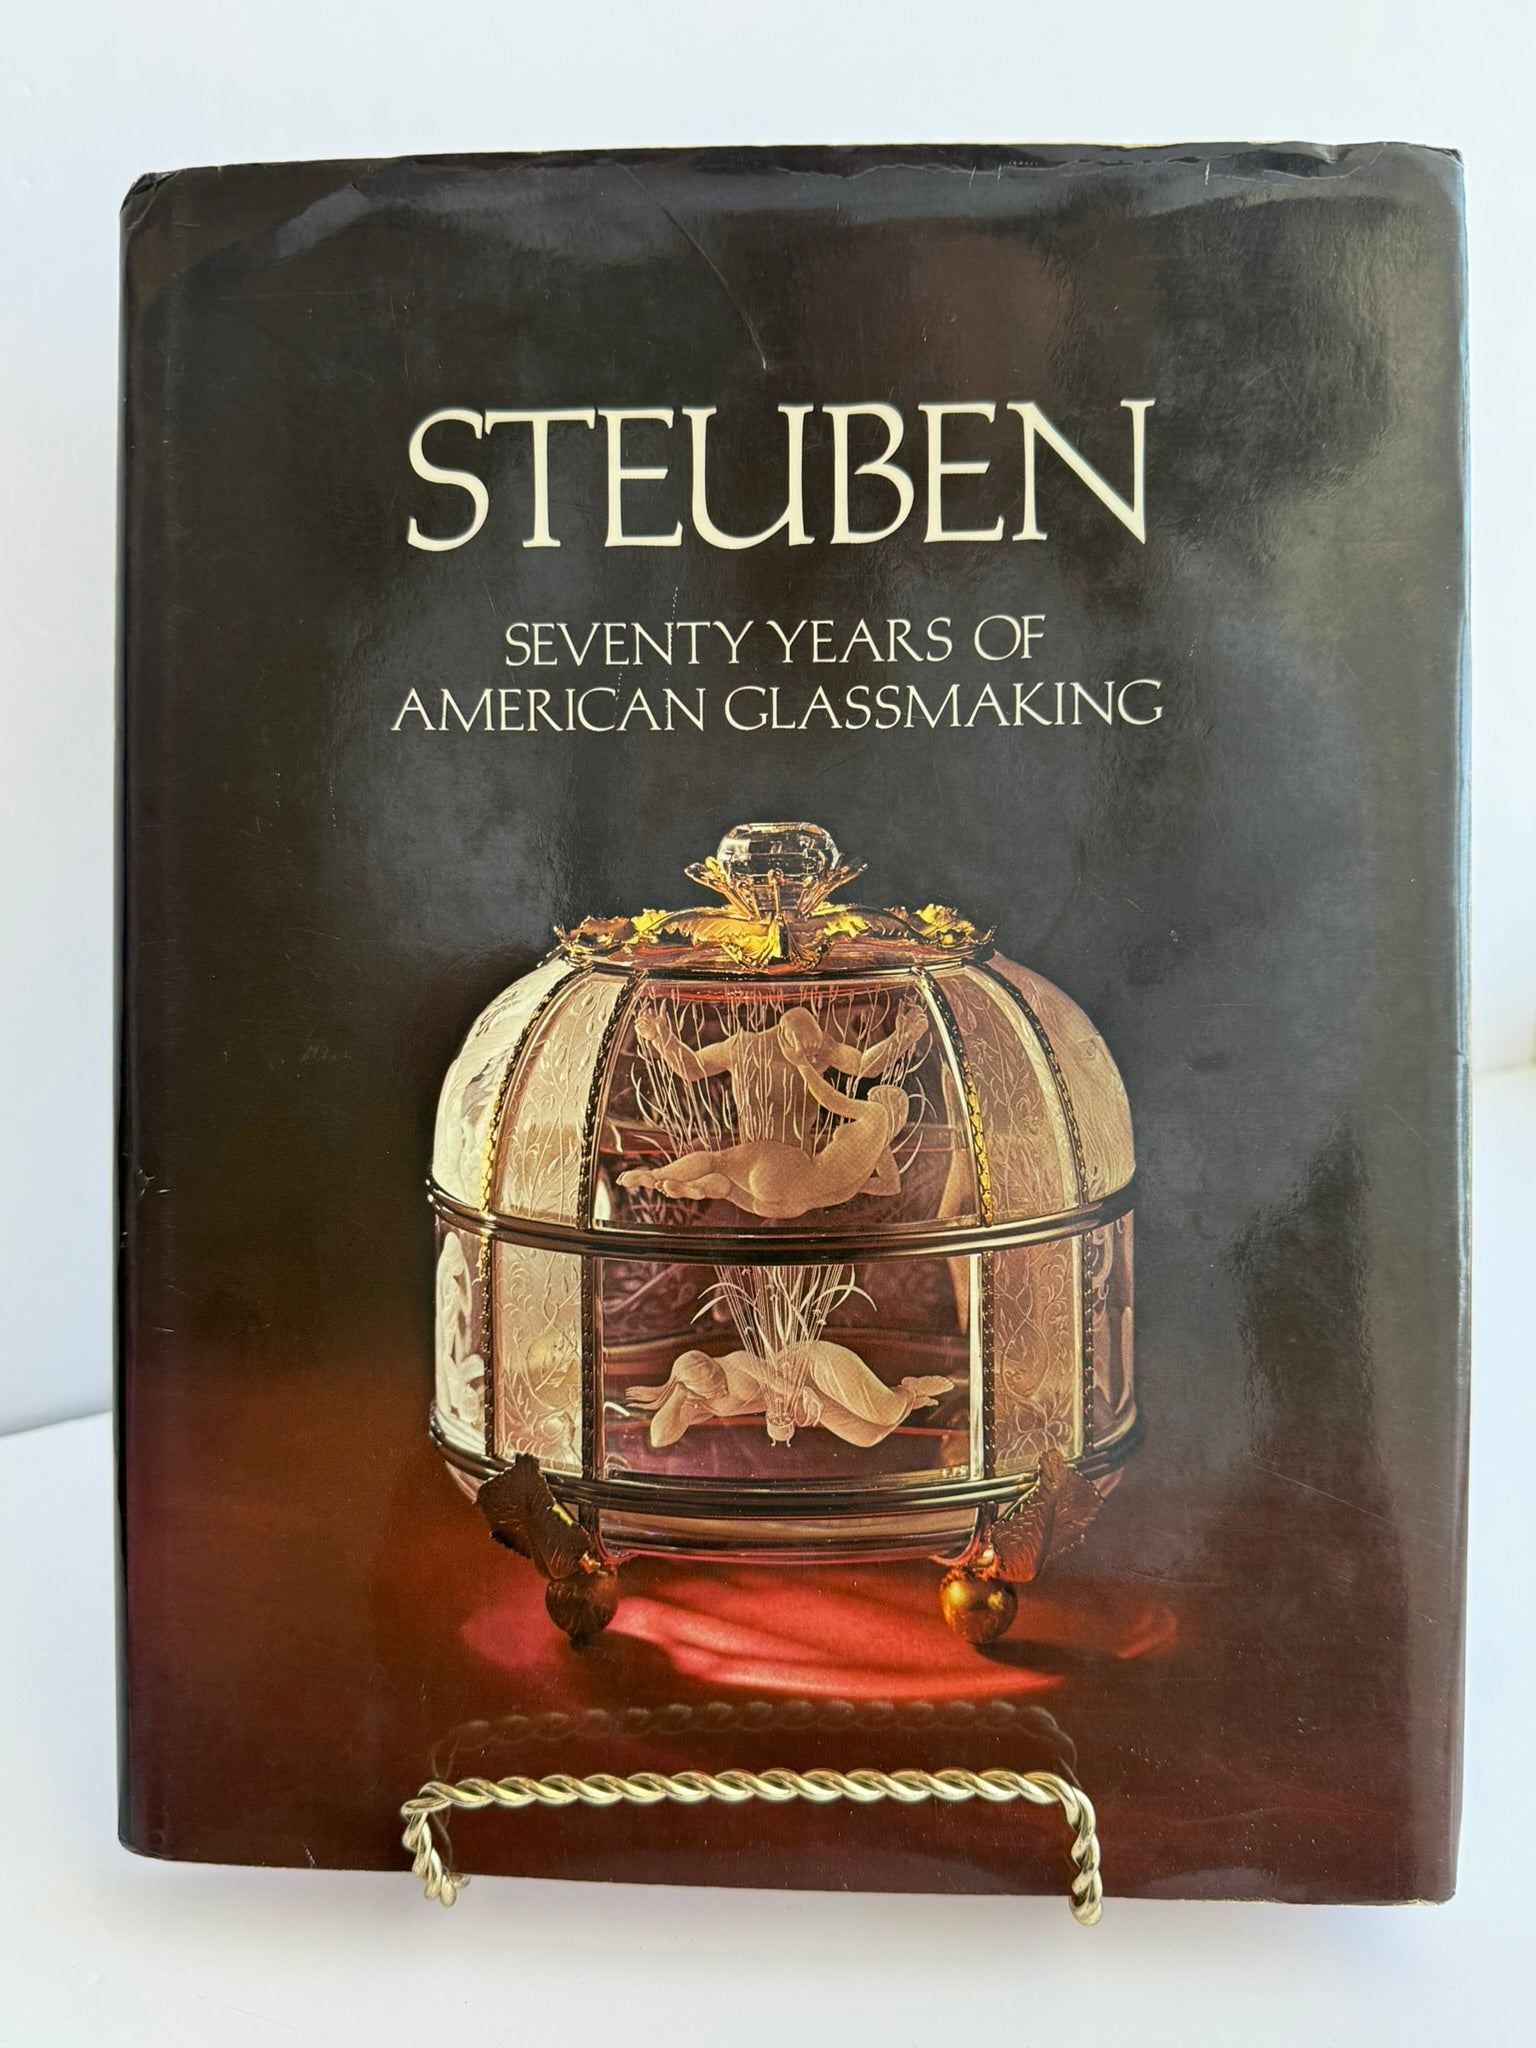 STEUBEN
SEVENTY YEARS OF
AMERICAN GLASSMAKING